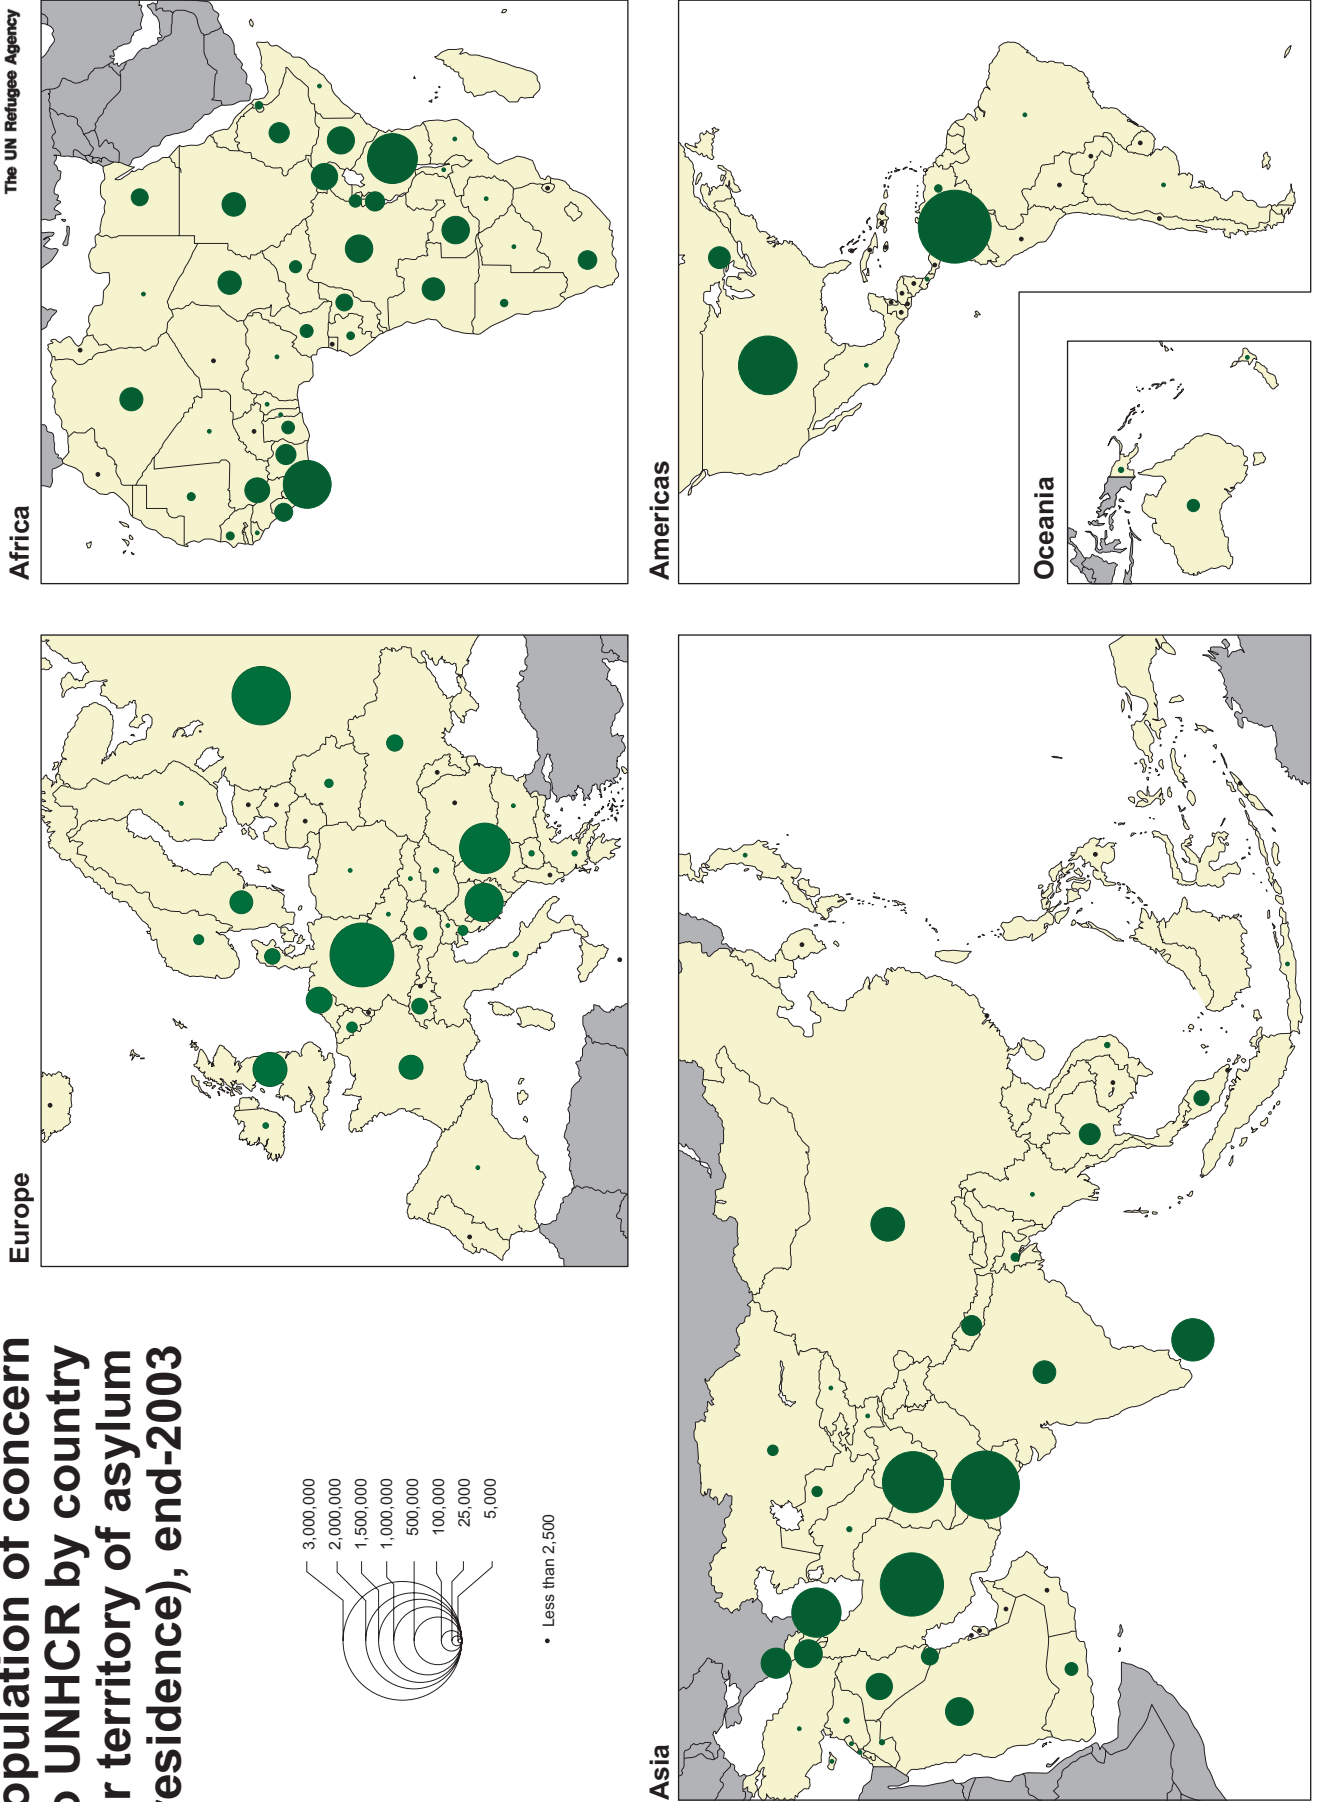 opulation of concern
o UNHCR by country
r territory of asylum
residence), end-2003
The UN Refugee Agency
Europe
Africa
3,000,000
2,000,000
1,500,000
1,000,000
500,000
100,000
25,000
5,000
Less than 2,500
Asia
Americas
Oceania